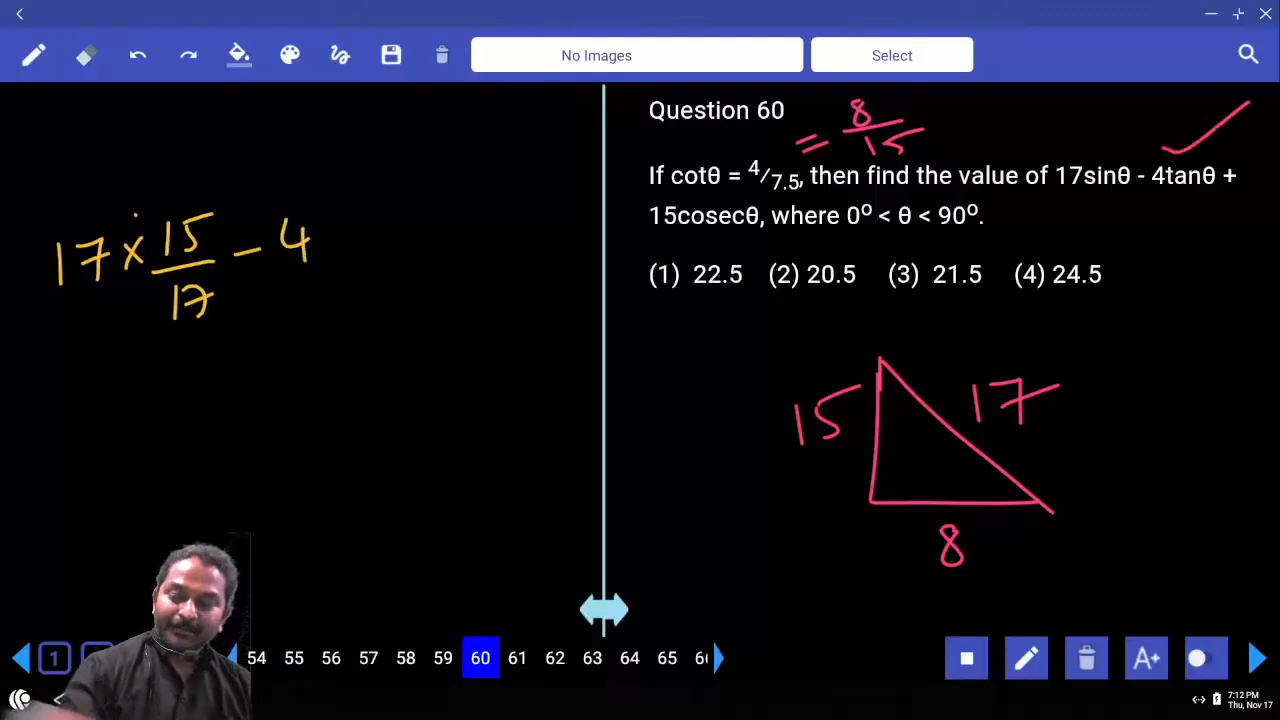 No Images
Select
Question 60
= 8/15
If cotθ = 4/7.5, then find the value of 17sinθ - 4tanθ +
15cosecθ, where 0⁰ < θ < 90⁰.
(1) 22.5 (2) 20.5 (3) 21.5 (4) 24.5
17 × 15/17 - 4
15
17
8
1
54 55 56 57 58 59 60 61 62 63 64 65
A+
7:12 PM
Thu, Nov 17